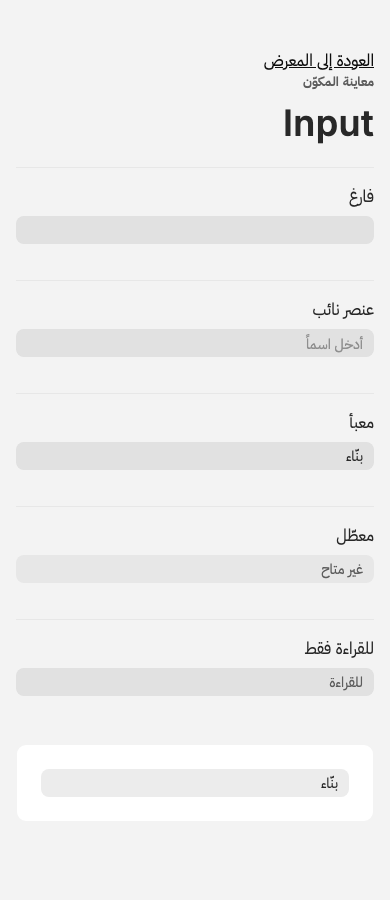 العودة إلى المعرض
معاينة المكوّن
Input
فارغ
عنصر نائب
أدخل اسماً
معبأ
بنّاء
معطّل
غير متاح
للقراءة فقط
للقراءة
بنّاء